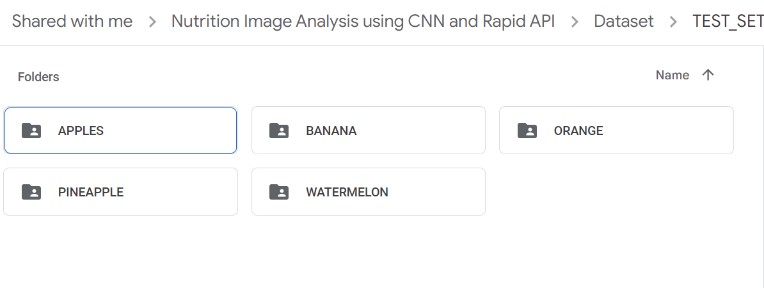 Shared with me > Nutrition Image Analysis using CNN and Rapid API > Dataset > TEST_SET
Folders Name ↑
APPLES BANANA ORANGE
PINEAPPLE WATERMELON